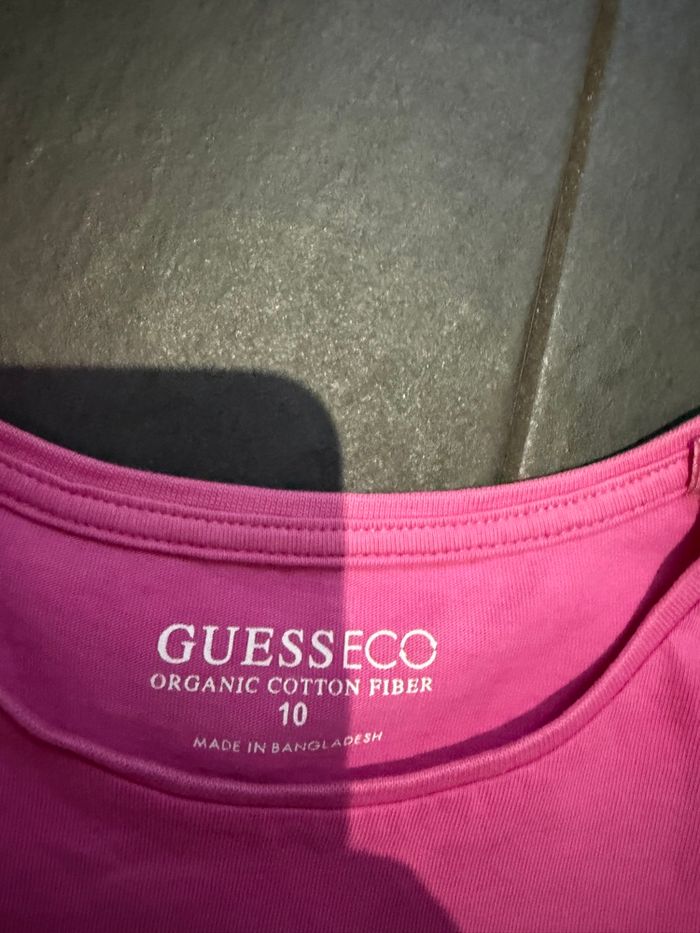 GUESSECO
ORGANIC COTTON FIBER
10
MADE IN BANGLADESH